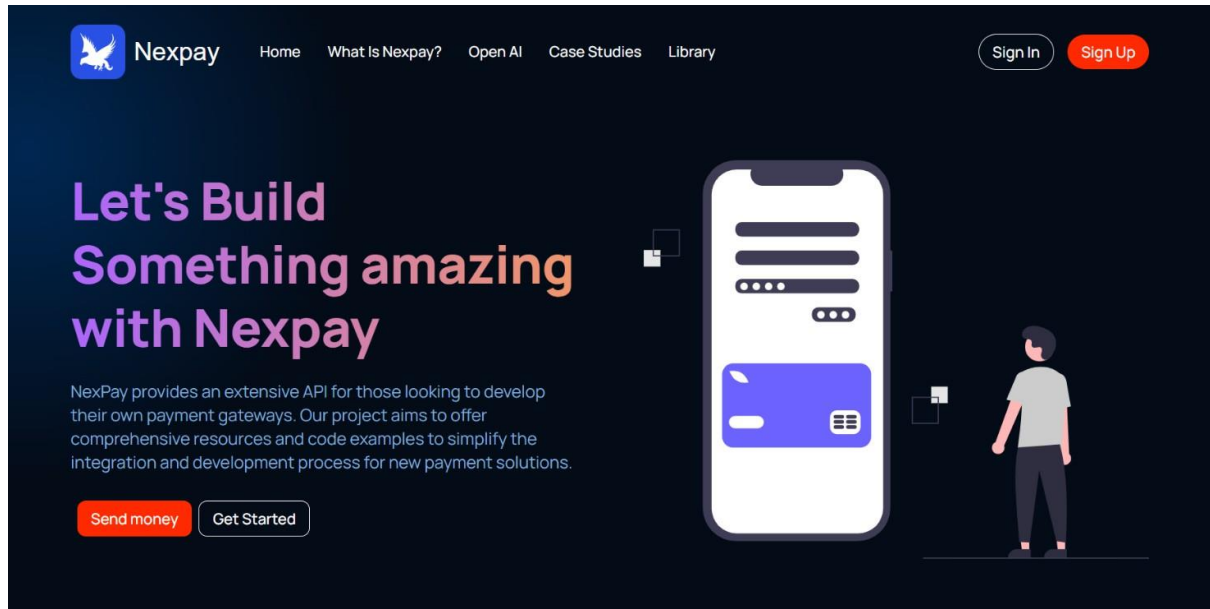 Nexpay
Home
What Is Nexpay?
Open AI
Case Studies
Library
Sign In
Sign Up
Let's Build
Something amazing
with Nexpay
NexPay provides an extensive API for those looking to develop
their own payment gateways. Our project aims to offer
comprehensive resources and code examples to simplify the
integration and development process for new payment solutions.
Send money
Get Started